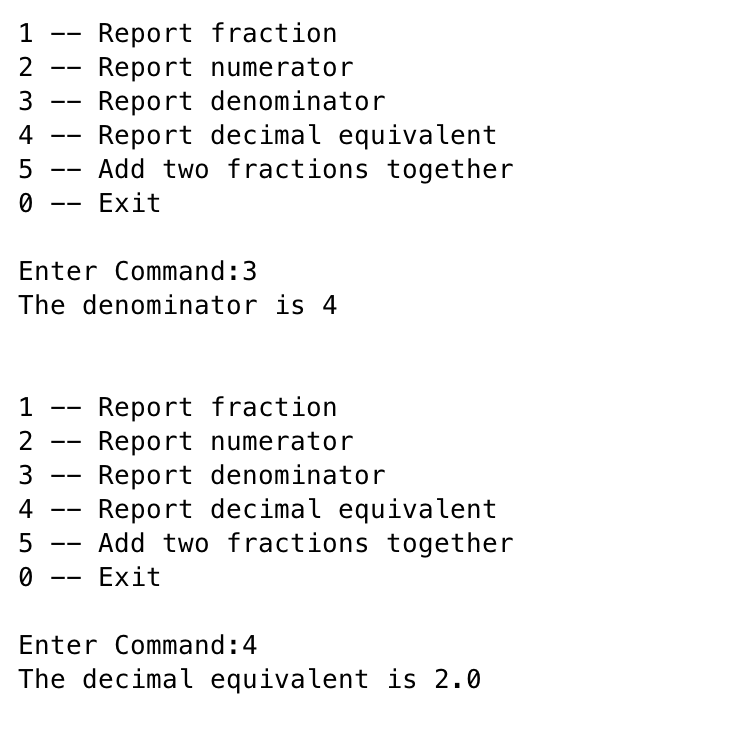 1 -- Report fraction
2 -- Report numerator
3 -- Report denominator
4 -- Report decimal equivalent
5 -- Add two fractions together
0 -- Exit
Enter Command:3
The denominator is 4
1 -- Report fraction
2 -- Report numerator
3 -- Report denominator
4 -- Report decimal equivalent
5 -- Add two fractions together
0 -- Exit
Enter Command:4
The decimal equivalent is 2.0